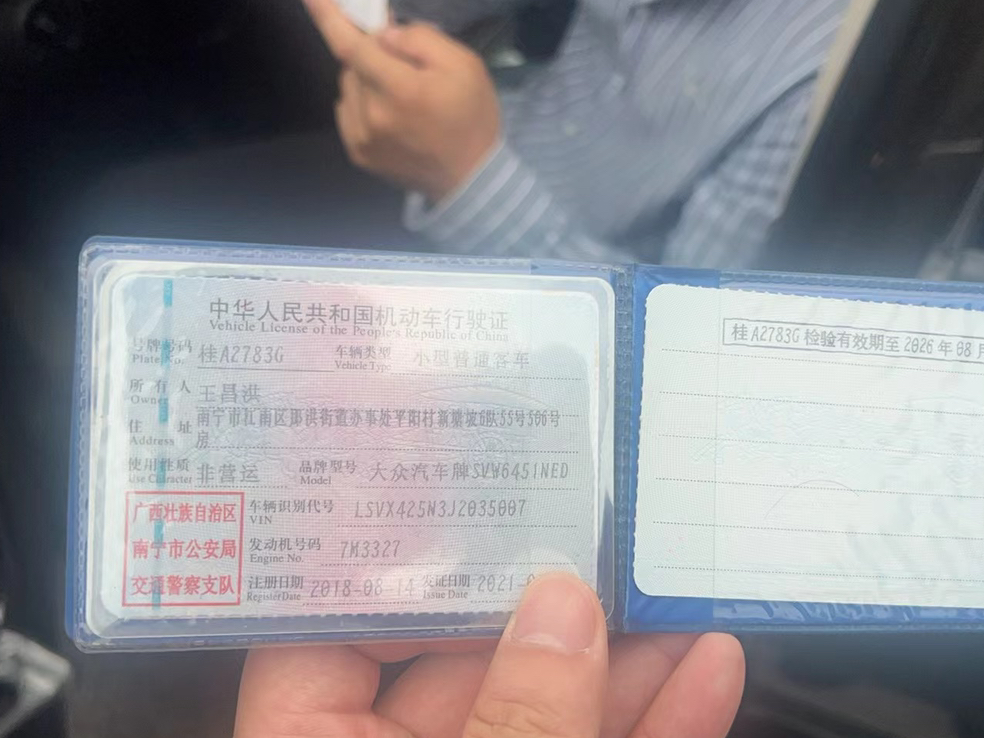 中华人民共和国机动车行驶证
Vehicle License of the People's Republic of China
号牌号码 桂A2783G 车辆类型 小型普通客车
Plate No. Vehicle Type
所有人 王昌洪
Owner
南宁市江南区那洪街道办事处平阳村新塘坡6队55号506号
住址 房
Address
使用性质 非营运 品牌型号 大众汽车牌SVW6451NED
Use Character Model
广西壮族自治区
南宁市公安局
交通警察支队
车辆识别代号 LSVX425N3J2035007
VIN
发动机号码 7M3327
Engine No.
注册日期 2018-08-14 发证日期 2021-
Register Date Issue Date
桂A2783G 检验有效期至 2026 年 08 月